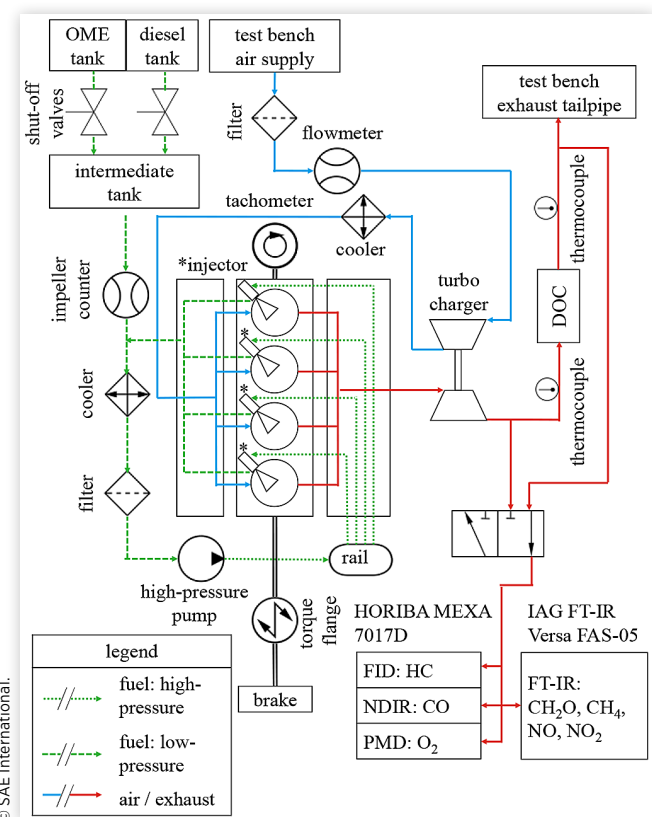 OME
tank
diesel
tank
test bench
air supply
shut-off
valves
filter
flowmeter
test bench
exhaust tailpipe
intermediate
tank
tachometer
cooler
thermocouple
*injector
impeller
counter
turbo
charger
DOC
*
*
*
cooler
thermocouple
filter
rail
high-pressure
pump
torque
flange
brake
HORIBA MEXA
7017D
IAG FT-IR
Versa FAS-05
FID: HC
NDIR: CO
PMD: O₂
FT-IR:
CH₂O, CH₄,
NO, NO₂
legend
fuel: high-
pressure
fuel: low-
pressure
air / exhaust
© SAE International.